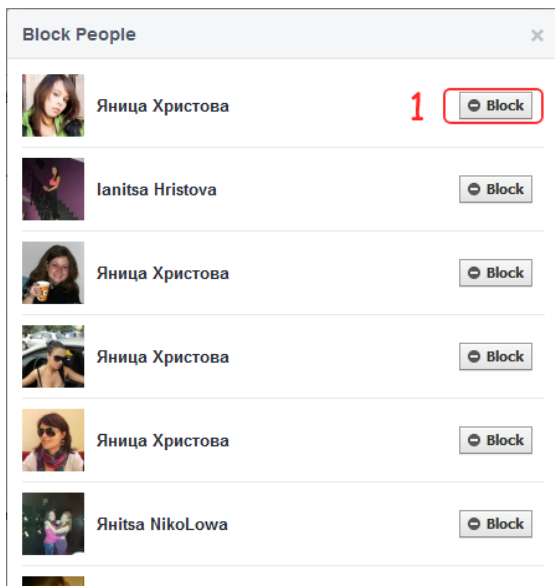 Block People
Яница Христова
1
Block
Ianitsa Hristova
Block
Яница Христова
Block
Яница Христова
Block
Яница Христова
Block
Яnitsa NikoLowa
Block